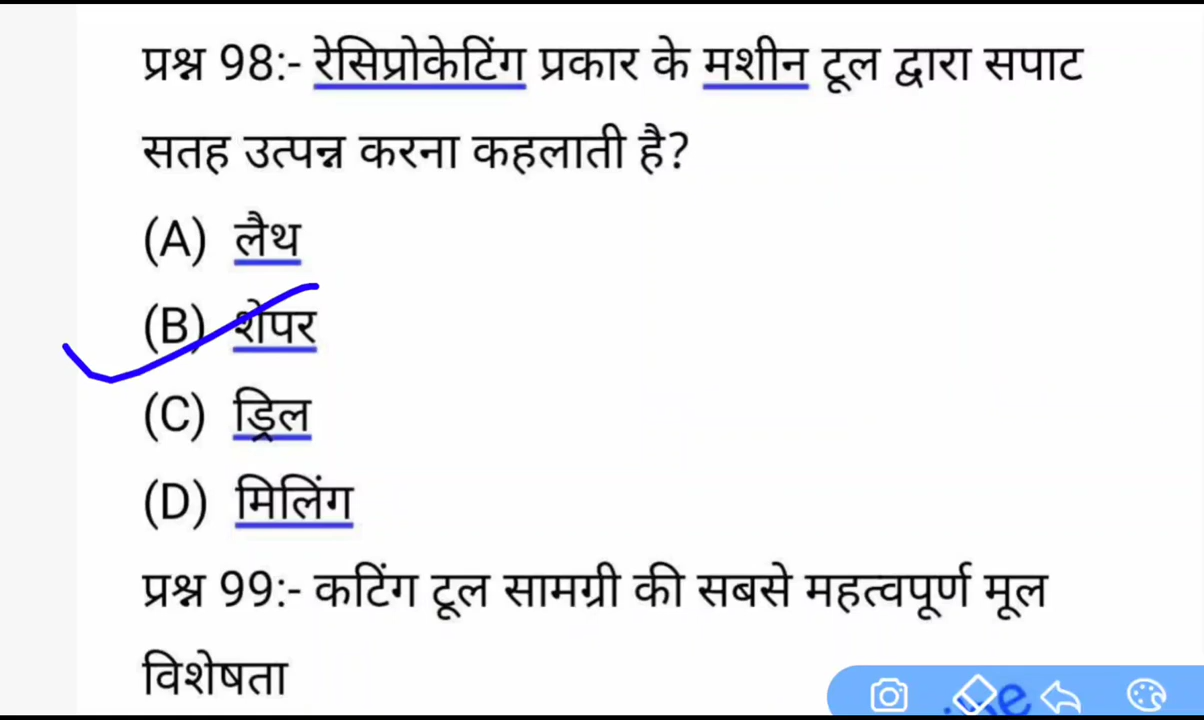 प्रश्न 98:- रेसिप्रोकेटिंग प्रकार के मशीन टूल द्वारा सपाट
सतह उत्पन्न करना कहलाती है?
(A) लैथ
(B) शेपर
(C) ड्रिल
(D) मिलिंग
प्रश्न 99:- कटिंग टूल सामग्री की सबसे महत्वपूर्ण मूल
विशेषता